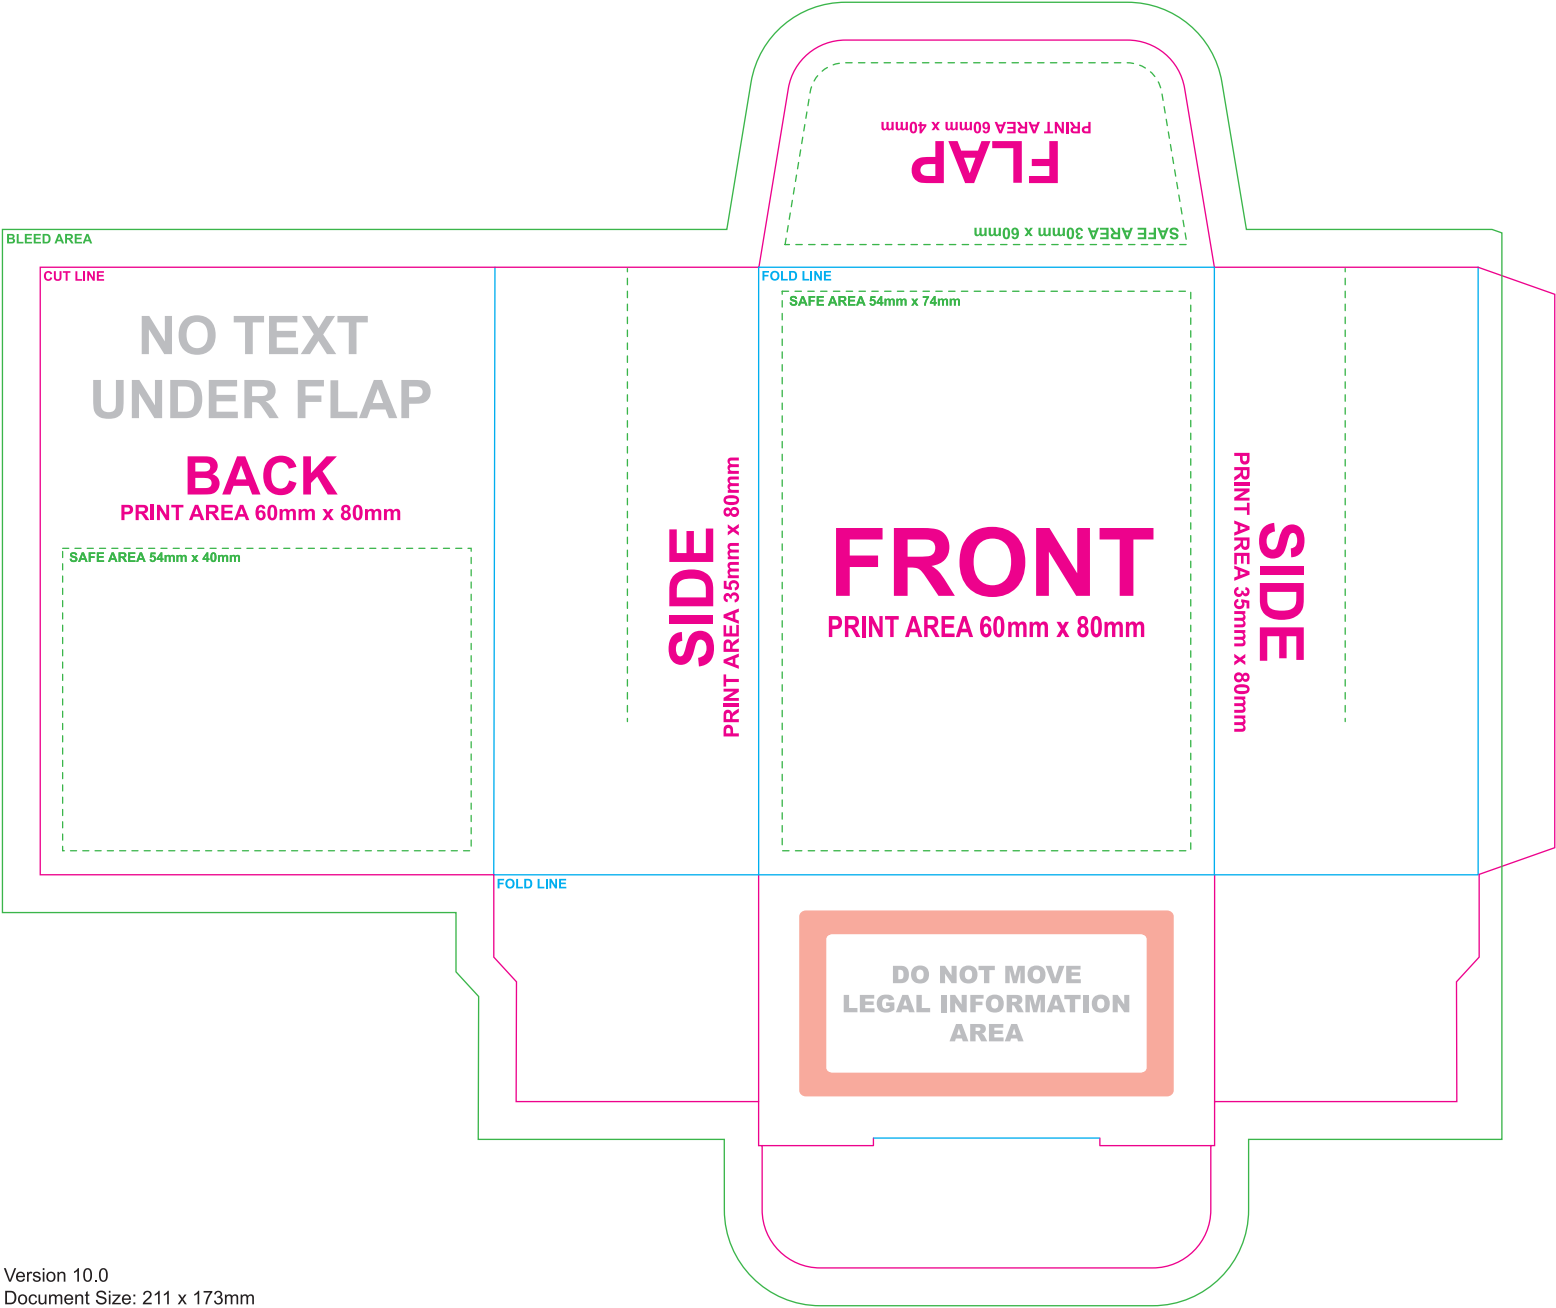 PRINT AREA 60mm x 40mm
FLAP
SAFE AREA 30mm x 60mm
BLEED AREA
CUT LINE
NO TEXT
UNDER FLAP
BACK
PRINT AREA 60mm x 80mm
SAFE AREA 54mm x 40mm
SIDE
PRINT AREA 35mm x 80mm
FOLD LINE
SAFE AREA 54mm x 74mm
FRONT
PRINT AREA 60mm x 80mm
SIDE
PRINT AREA 35mm x 80mm
FOLD LINE
DO NOT MOVE
LEGAL INFORMATION
AREA
Version 10.0
Document Size: 211 x 173mm